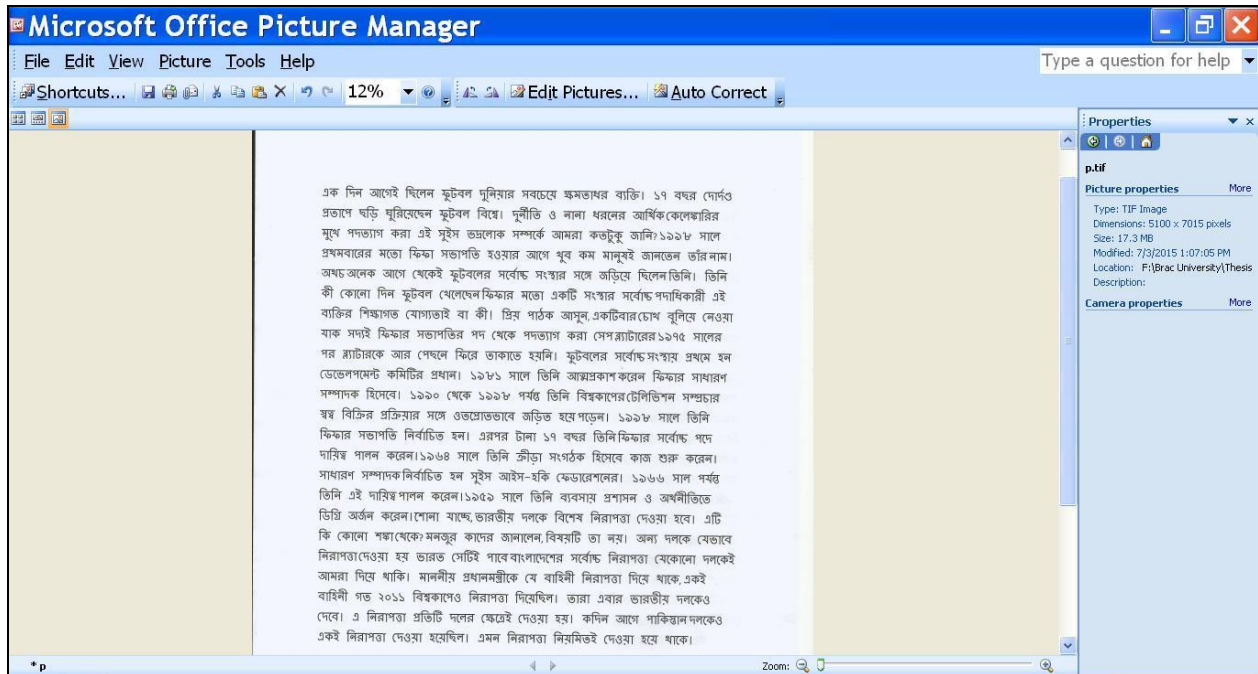 Microsoft Office Picture Manager
File Edit View Picture Tools Help
Type a question for help
Shortcuts... 12% Edit Pictures... Auto Correct
Properties
p.tif
Picture properties More
Type: TIF Image
Dimensions: 5100 x 7015 pixels
Size: 17.3 MB
Modified: 7/3/2015 1:07:05 PM
Location: F:\Brac University\Thesis
Description:
Camera properties More
এক দিন আগেই ছিলেন ফুটবল দুনিয়ার সবচেয়ে ক্ষমতাধর ব্যক্তি। ১৭ বছর দোর্দণ্ড
প্রতাপে ছড়ি ঘুরিয়েছেন ফুটবল বিশ্বে। দুর্নীতি ও নানা ধরনের আর্থিক কেলেঙ্কারির
মুখে পদত্যাগ করা এই সুইস ভদ্রলোক সম্পর্কে আমরা কতটুকু জানি?১৯৯৮ সালে
প্রথমবারের মতো ফিফা সভাপতি হওয়ার আগে খুব কম মানুষই জানতেন তাঁর নাম।
অথচ অনেক আগে থেকেই ফুটবলের সর্বোচ্চ সংস্থার সঙ্গে জড়িয়ে ছিলেন তিনি। তিনি
কী কোনো দিন ফুটবল খেলেছেন ফিফার মতো একটি সংস্থার সর্বোচ্চ পদাধিকারী এই
ব্যক্তির শিক্ষাগত যোগ্যতাই বা কী। প্রিয় পাঠক আসুন,একটিবার চোখ বুলিয়ে নেওয়া
যাক সদ্যই ফিফার সভাপতির পদ থেকে পদত্যাগ করা সেপ ব্ল্যাটারের ১৯৭৫ সালের
পর ব্ল্যাটারকে আর পেছনে ফিরে তাকাতে হয়নি। ফুটবলের সর্বোচ্চ সংস্থায় প্রথমে হন
ডেভেলপমেন্ট কমিটির প্রধান। ১৯৮১ সালে তিনি আত্মপ্রকাশ করেন ফিফার সাধারণ
সম্পাদক হিসেবে। ১৯৯০ থেকে ১৯৯৮ পর্যন্ত তিনি বিশ্বকাপের টেলিভিশন সম্প্রচার
স্বত্ব বিক্রির প্রক্রিয়ার সঙ্গে ওতপ্রোতভাবে জড়িত হয়ে পড়েন। ১৯৯৮ সালে তিনি
ফিফার সভাপতি নির্বাচিত হন। এরপর টানা ১৭ বছর তিনি ফিফার সর্বোচ্চ পদে
দায়িত্ব পালন করেন।১৯৬৪ সালে তিনি ক্রীড়া সংগঠক হিসেবে কাজ শুরু করেন।
সাধারণ সম্পাদক নির্বাচিত হন সুইস আইস-হকি ফেডারেশনের। ১৯৬৬ সাল পর্যন্ত
তিনি এই দায়িত্ব পালন করেন।১৯৫৯ সালে তিনি ব্যবসায় প্রশাসন ও অর্থনীতিতে
ডিগ্রি অর্জন করেন।শোনা যাচ্ছে,ভারতীয় দলকে বিশেষ নিরাপত্তা দেওয়া হবে। এটি
কি কোনো শঙ্কা থেকে?মনজুর কাদের জানালেন,বিষয়টি তা নয়। অন্য দলকে যেভাবে
নিরাপত্তা দেওয়া হয় ভারত সেটিই পাবে বাংলাদেশের সর্বোচ্চ নিরাপত্তা যেকোনো দলকেই
আমরা দিয়ে থাকি। মাননীয় প্রধানমন্ত্রীকে যে বাহিনী নিরাপত্তা দিয়ে থাকে,একই
বাহিনী গত ২০১১ বিশ্বকাপেও নিরাপত্তা দিয়েছিল। তারা এবার ভারতীয় দলকেও
দেবে। এ নিরাপত্তা প্রতিটি দলের ক্ষেত্রেই দেওয়া হয়। কদিন আগে পাকিস্তান দলকেও
একই নিরাপত্তা দেওয়া হয়েছিল। এমন নিরাপত্তা নিয়মিতই দেওয়া হয়ে থাকে।
* p
Zoom: